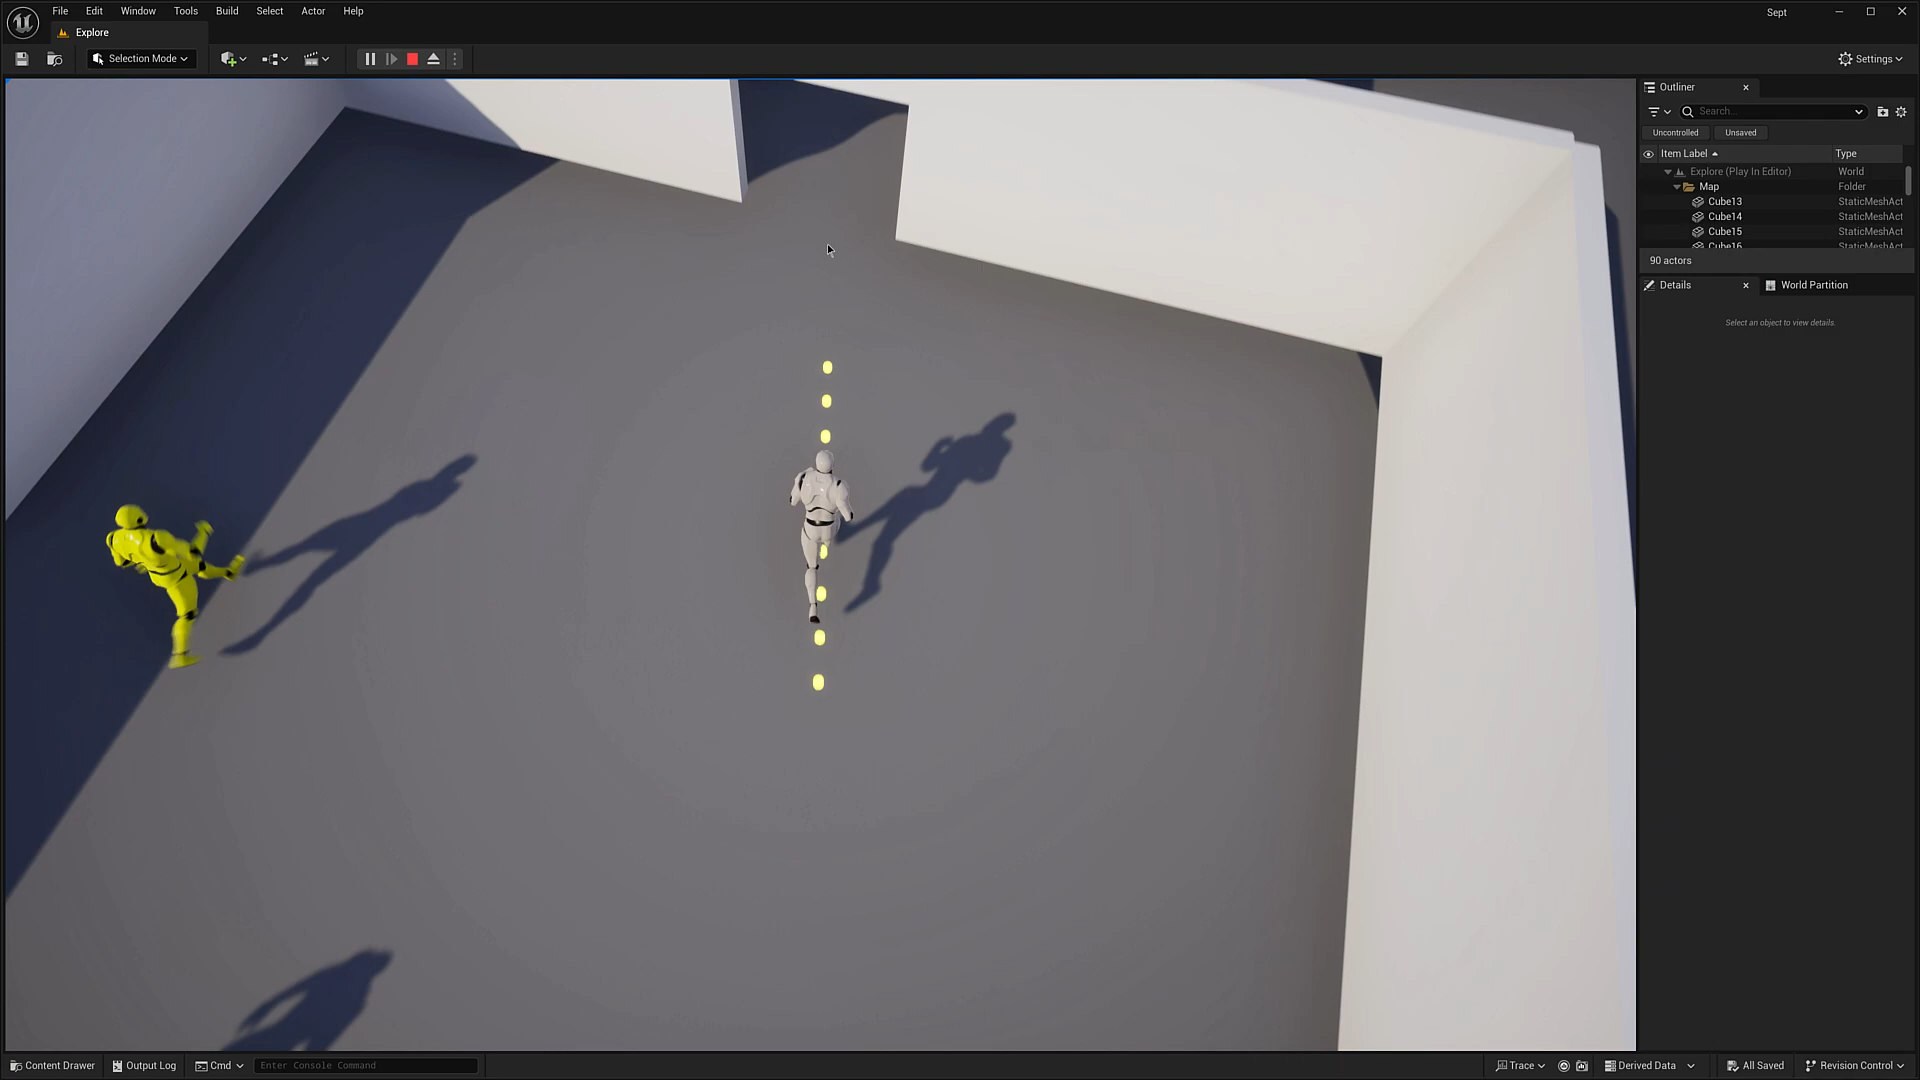 File Edit Window Tools Build Select Actor Help Sept
Explore
Selection Mode
Settings
Outliner
Search...
Uncontrolled Unsaved
Item Label Type
Explore (Play In Editor) World
Map Folder
Cube13 StaticMeshAct
Cube14 StaticMeshAct
Cube15 StaticMeshAct
Cube16 StaticMeshAct
90 actors
Details World Partition
Select an object to view details.
Content Drawer Output Log Cmd Enter Console Command Trace Derived Data All Saved Revision Control